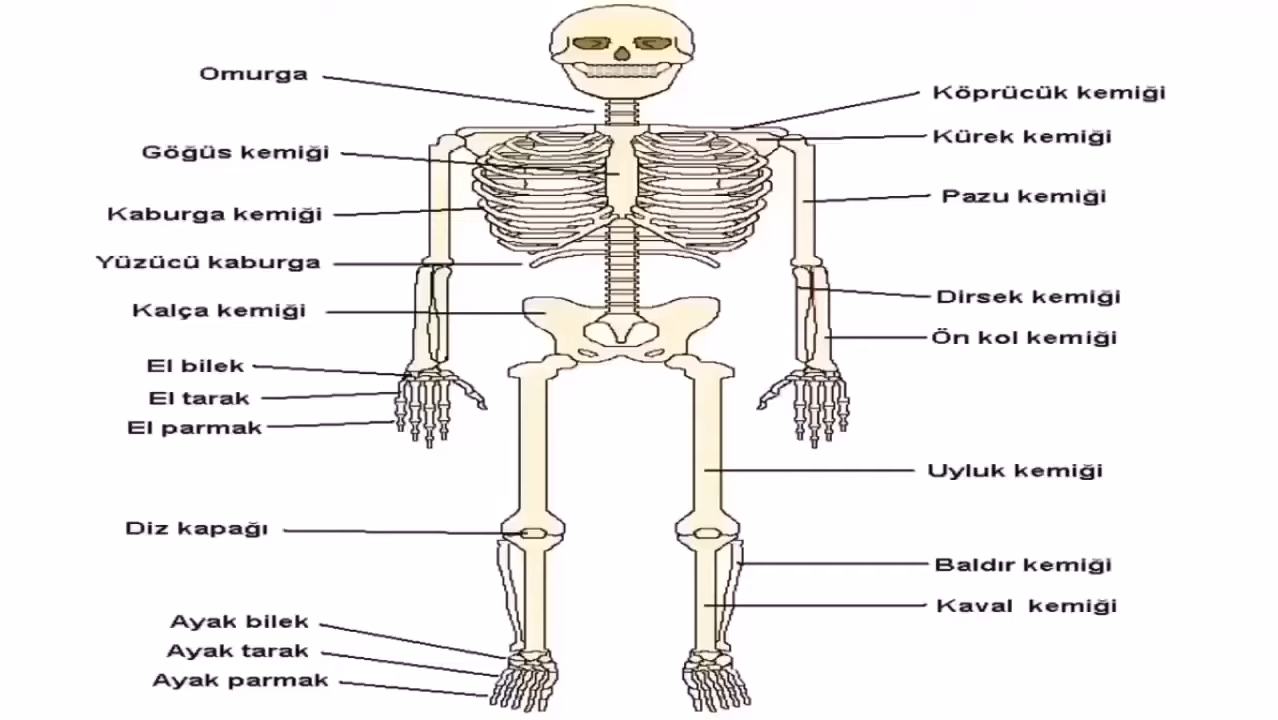 Omurga
Göğüs kemiği
Kaburga kemiği
Yüzücü kaburga
Kalça kemiği
El bilek
El tarak
El parmak
Diz kapağı
Ayak bilek
Ayak tarak
Ayak parmak
Köprücük kemiği
Kürek kemiği
Pazu kemiği
Dirsek kemiği
Ön kol kemiği
Uyluk kemiği
Baldır kemiği
Kaval kemiği